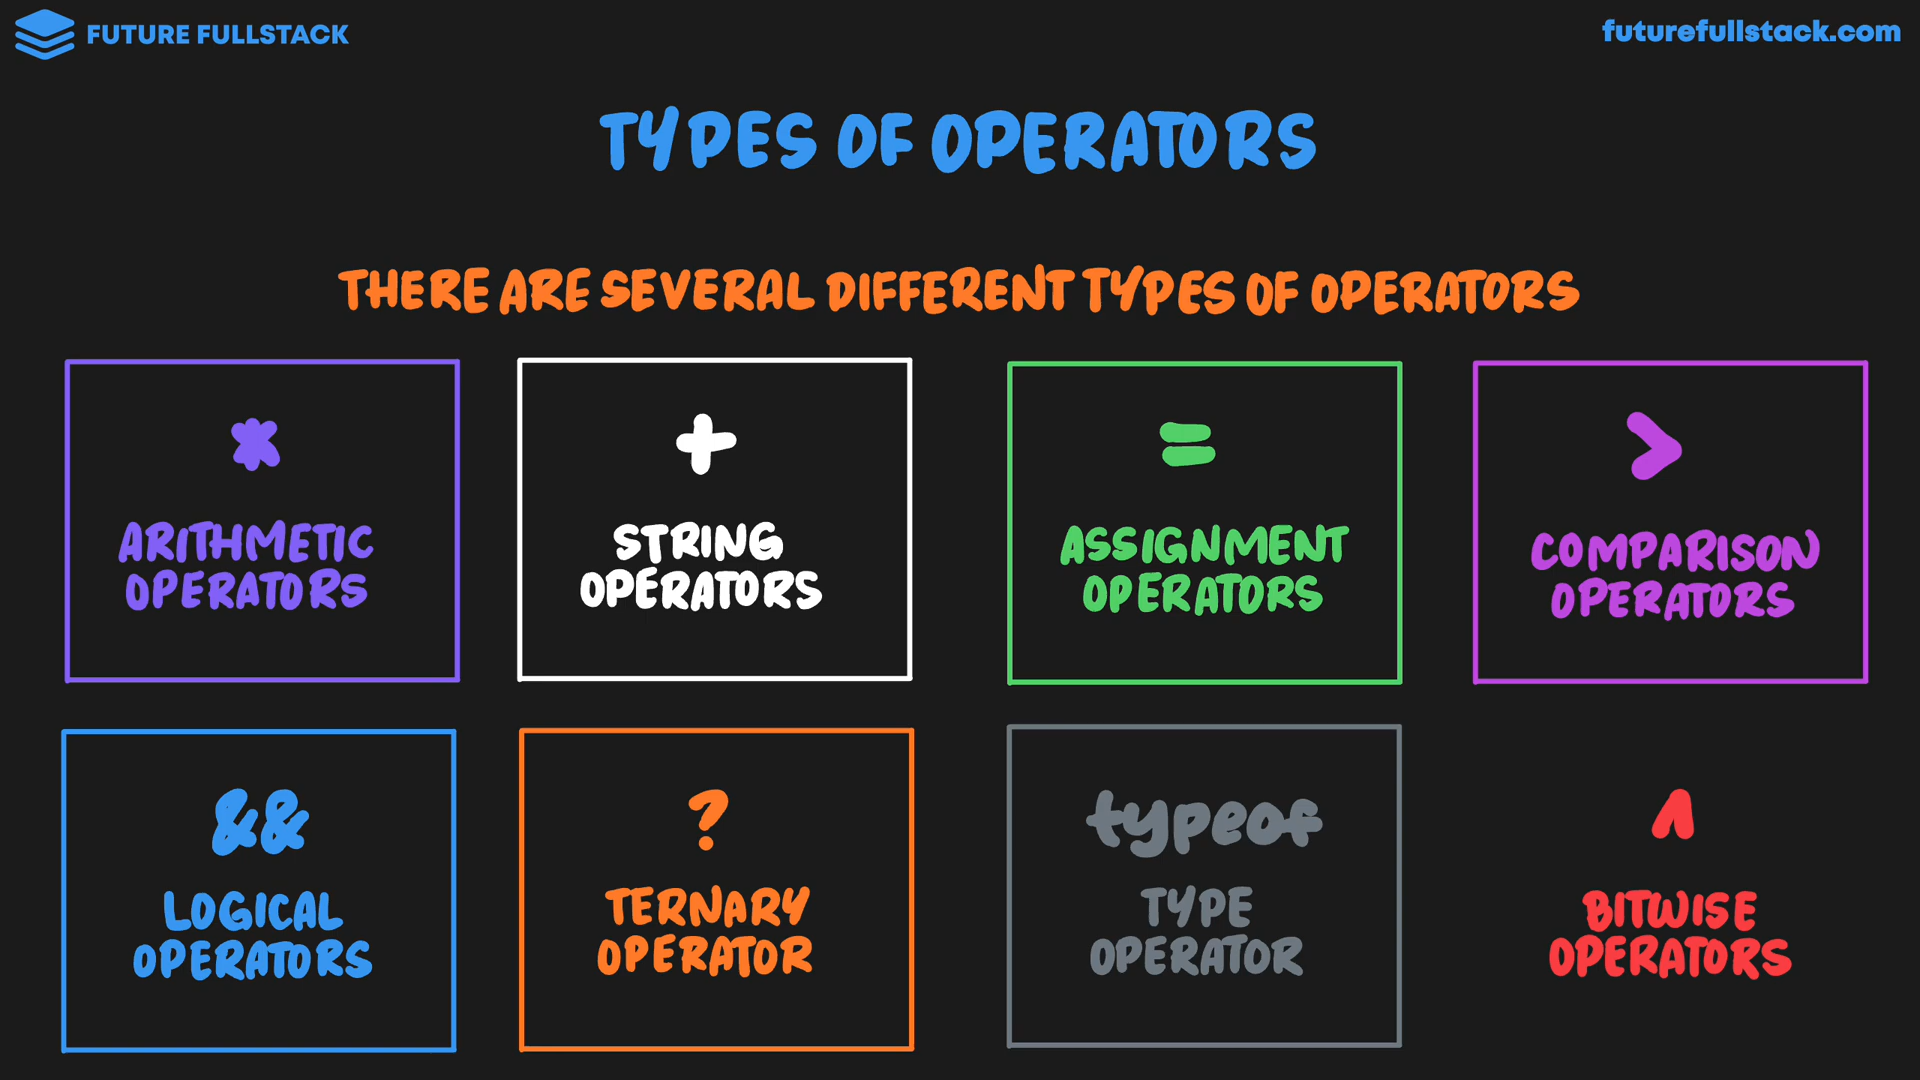 FUTURE FULLSTACK
futurefullstack.com
TYPES OF OPERATORS
THERE ARE SEVERAL DIFFERENT TYPES OF OPERATORS
*
ARITHMETIC
OPERATORS
+
STRING
OPERATORS
=
ASSIGNMENT
OPERATORS
>
COMPARISON
OPERATORS
&&
LOGICAL
OPERATORS
?
TERNARY
OPERATOR
typeof
TYPE
OPERATOR
^
BITWISE
OPERATORS